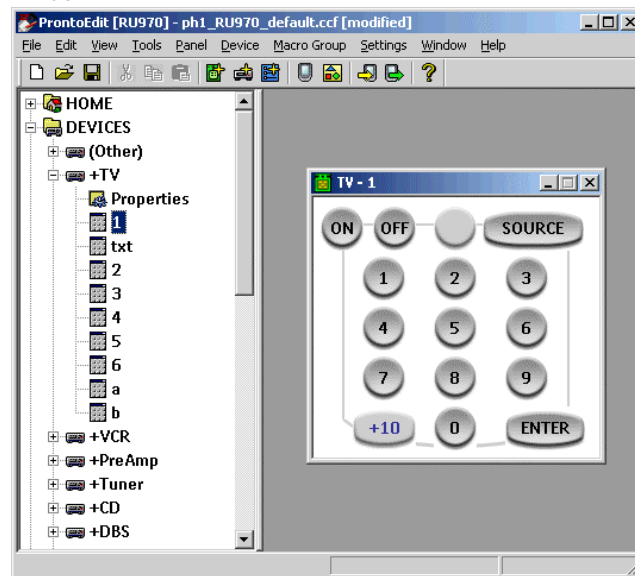 ProntoEdit [RU970] - ph1_RU970_default.ccf [modified]
File Edit View Tools Panel Device Macro Group Settings Window Help
HOME
DEVICES
(Other)
+TV
Properties
1
txt
2
3
4
5
6
a
b
+VCR
+PreAmp
+Tuner
+CD
+DBS
TV - 1
ON OFF SOURCE
1 2 3
4 5 6
7 8 9
+10 0 ENTER